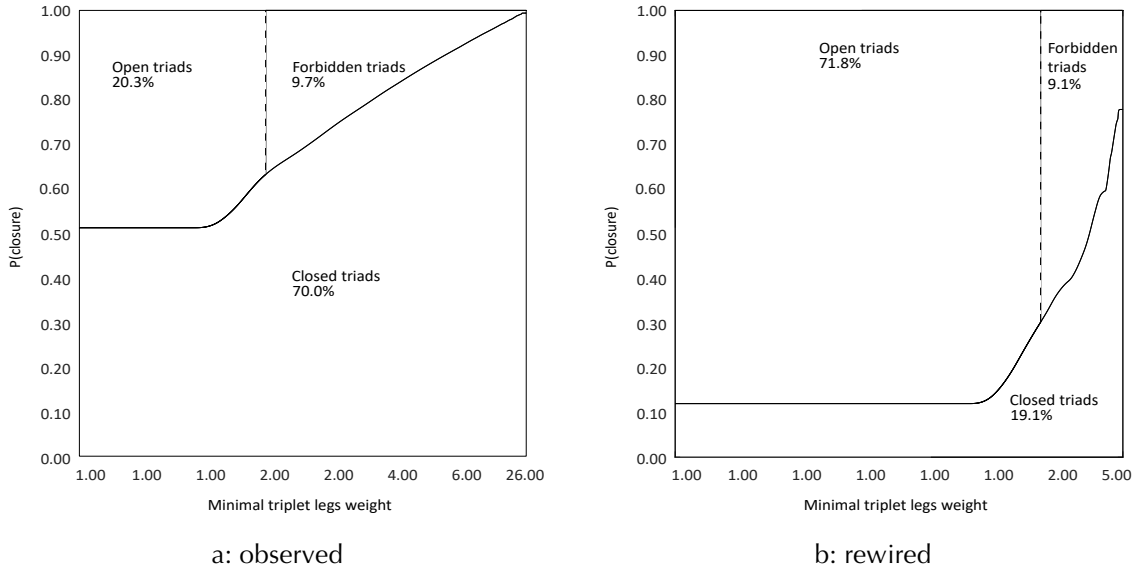 1.00
0.90
0.80
0.70
0.60
0.50
0.40
0.30
0.20
0.10
0.00
P(closure)
Open triads
20.3%
Forbidden triads
9.7%
Closed triads
70.0%
1.00 1.00 1.00 2.00 2.00 4.00 6.00 26.00
Minimal triplet legs weight
a: observed
1.00
0.90
0.80
0.70
0.60
0.50
0.40
0.30
0.20
0.10
0.00
P(closure)
Open triads
71.8%
Forbidden
triads
9.1%
Closed triads
19.1%
1.00 1.00 1.00 1.00 1.00 1.00 2.00 5.00
Minimal triplet legs weight
b: rewired